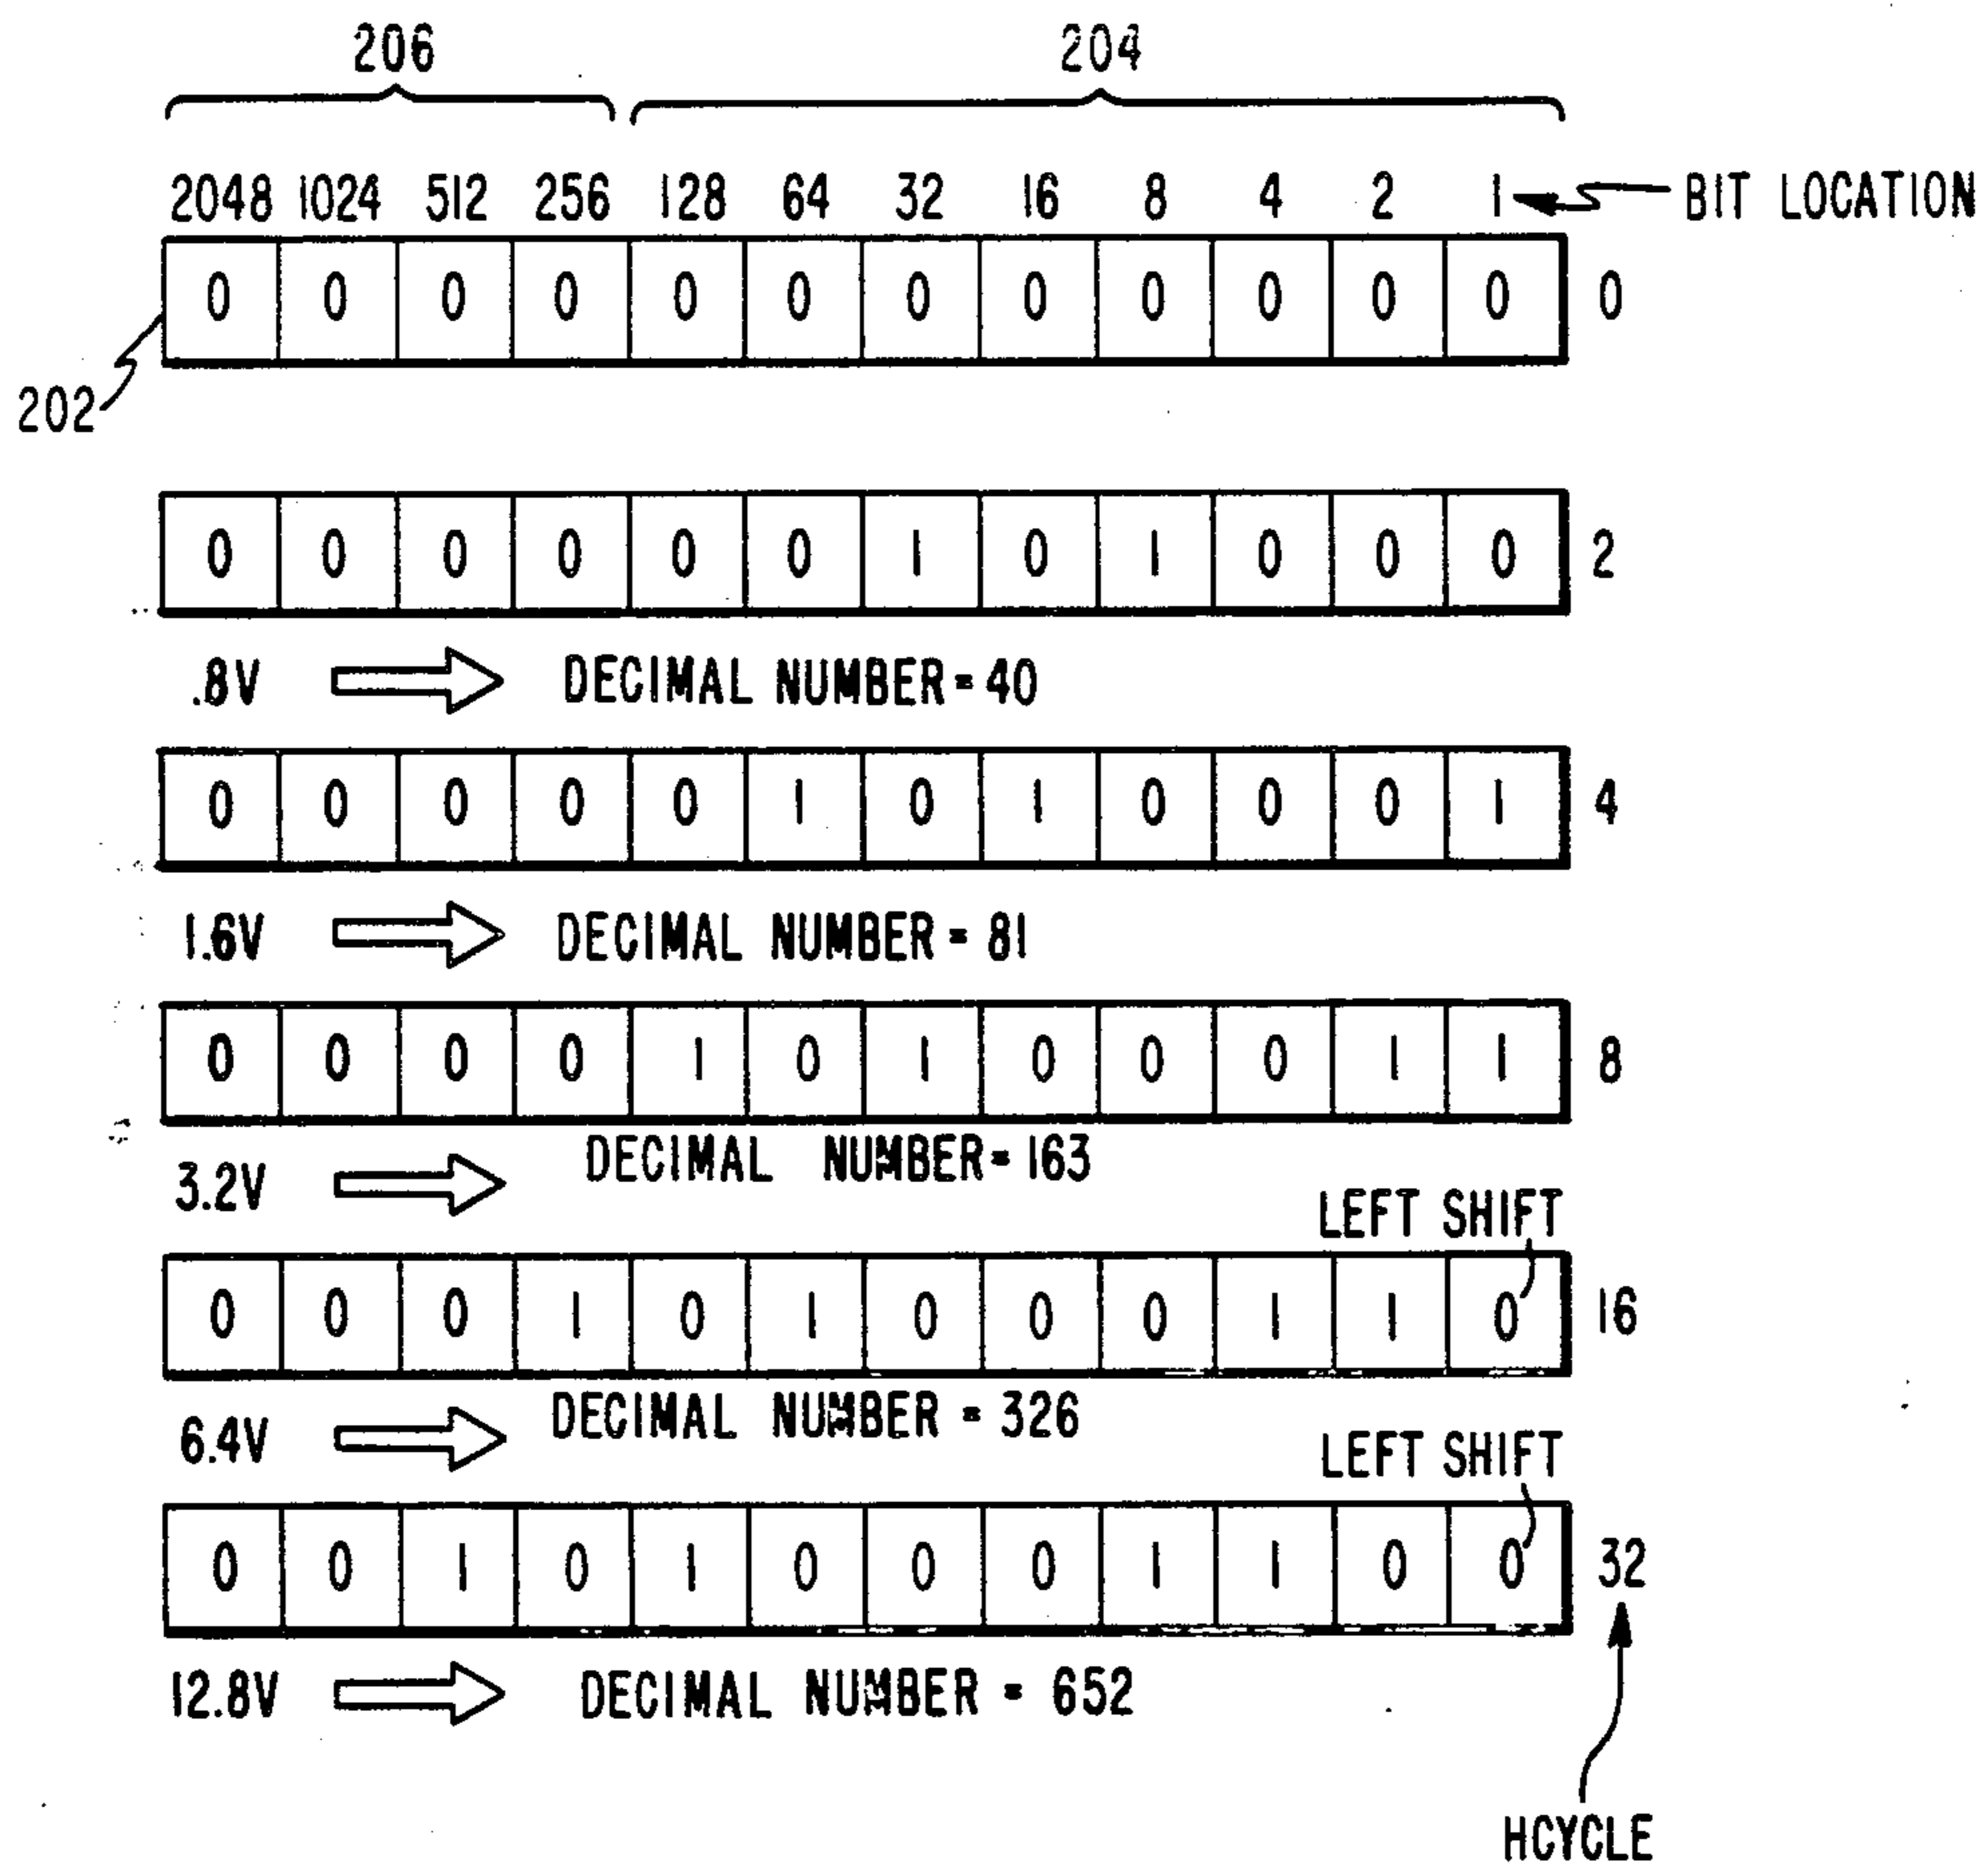 206 204
2048 1024 512 256 128 64 32 16 8 4 2 1 BIT LOCATION
0 0 0 0 0 0 0 0 0 0 0 0 0
202
0 0 0 0 0 0 1 0 1 0 0 0 2
.8V DECIMAL NUMBER = 40
0 0 0 0 0 1 0 1 0 0 0 1 4
1.6V DECIMAL NUMBER = 81
0 0 0 0 1 0 1 0 0 0 1 1 8
3.2V DECIMAL NUMBER = 163
LEFT SHIFT
0 0 0 1 0 1 0 0 0 1 1 0 16
6.4V DECIMAL NUMBER = 326
LEFT SHIFT
0 0 1 0 1 0 0 0 1 1 0 0 32
12.8V DECIMAL NUMBER = 652
HCYCLE